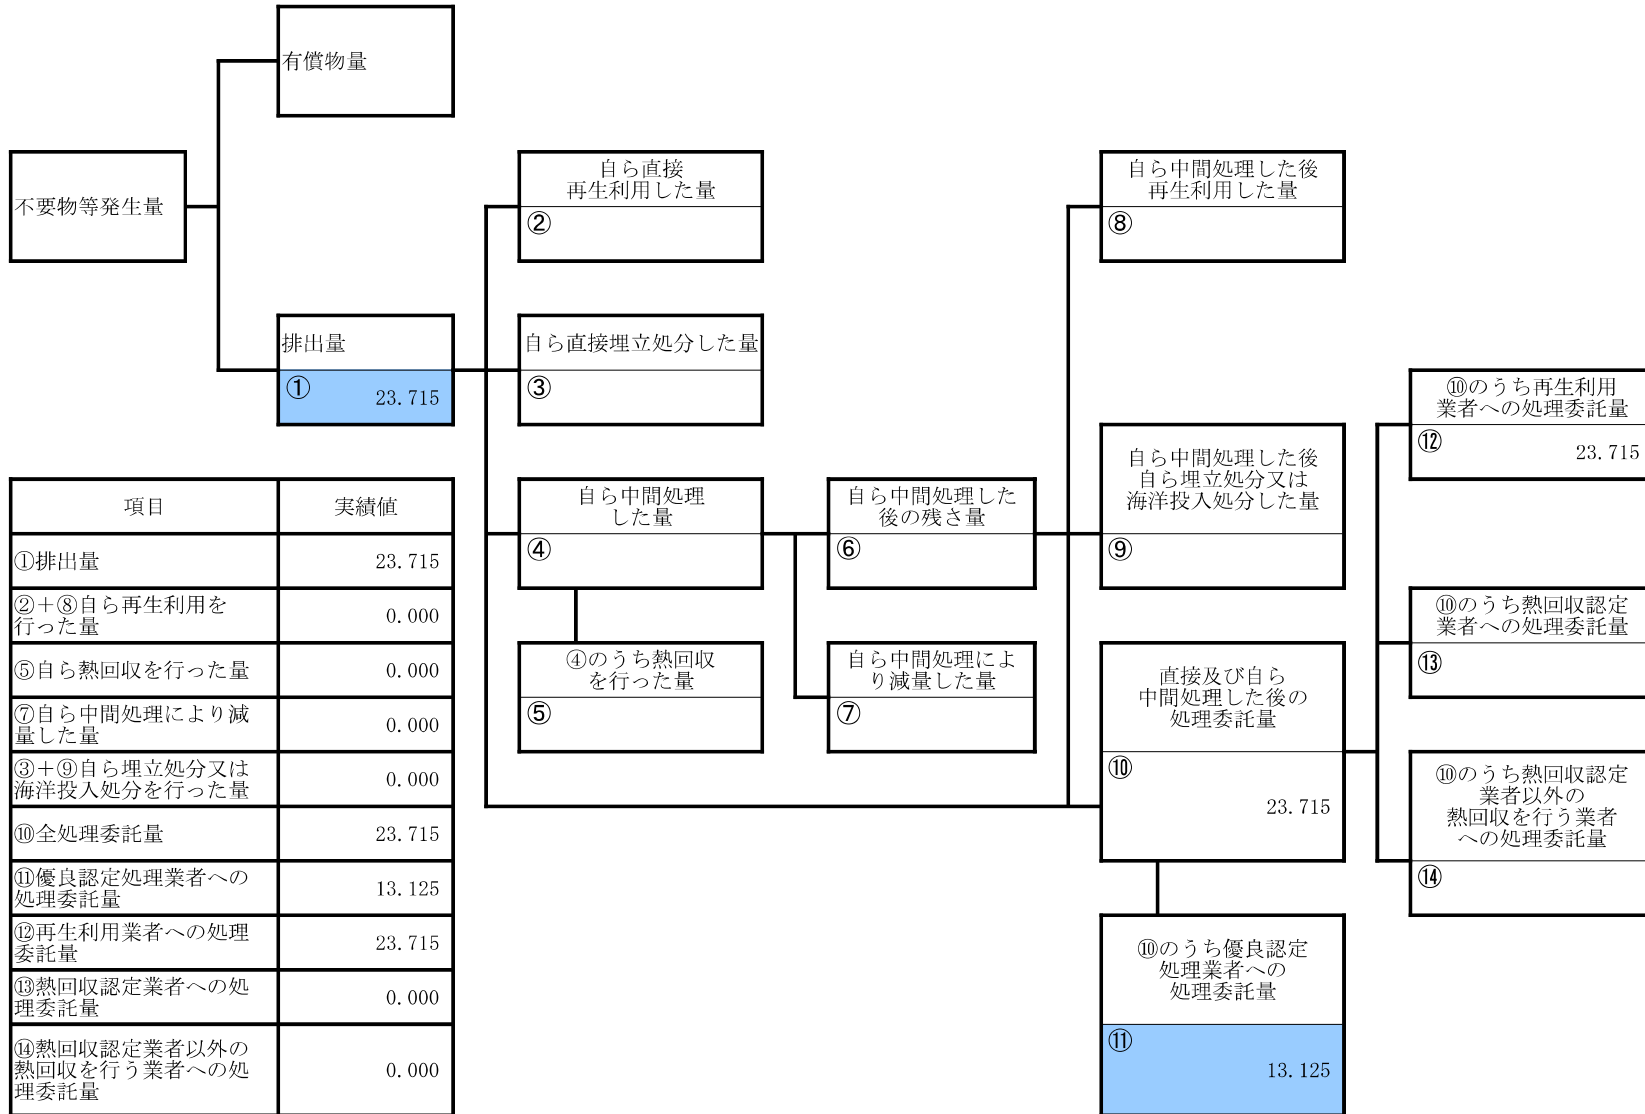 有償物量
不要物等発生量
排出量
①
23.715
自ら直接
再生利用した量
②
自ら直接埋立処分した量
③
自ら中間処理
した量
④
④のうち熱回収
を行った量
⑤
自ら中間処理した
後の残さ量
⑥
自ら中間処理によ
り減量した量
⑦
自ら中間処理した後
再生利用した量
⑧
自ら中間処理した後
自ら埋立処分又は
海洋投入処分した量
⑨
直接及び自ら
中間処理した後の
処理委託量
⑩
23.715
⑩のうち優良認定
処理業者への
処理委託量
⑪
13.125
⑩のうち再生利用
業者への処理委託量
⑫
23.715
⑩のうち熱回収認定
業者への処理委託量
⑬
⑩のうち熱回収認定
業者以外の
熱回収を行う業者
への処理委託量
⑭
項目 実績値
①排出量 23.715
②+⑧自ら再生利用を
行った量 0.000
⑤自ら熱回収を行った量 0.000
⑦自ら中間処理により減
量した量 0.000
③+⑨自ら埋立処分又は
海洋投入処分を行った量 0.000
⑩全処理委託量 23.715
⑪優良認定処理業者への
処理委託量 13.125
⑫再生利用業者への処理
委託量 23.715
⑬熱回収認定業者への処
理委託量 0.000
⑭熱回収認定業者以外の
熱回収を行う業者への処
理委託量 0.000